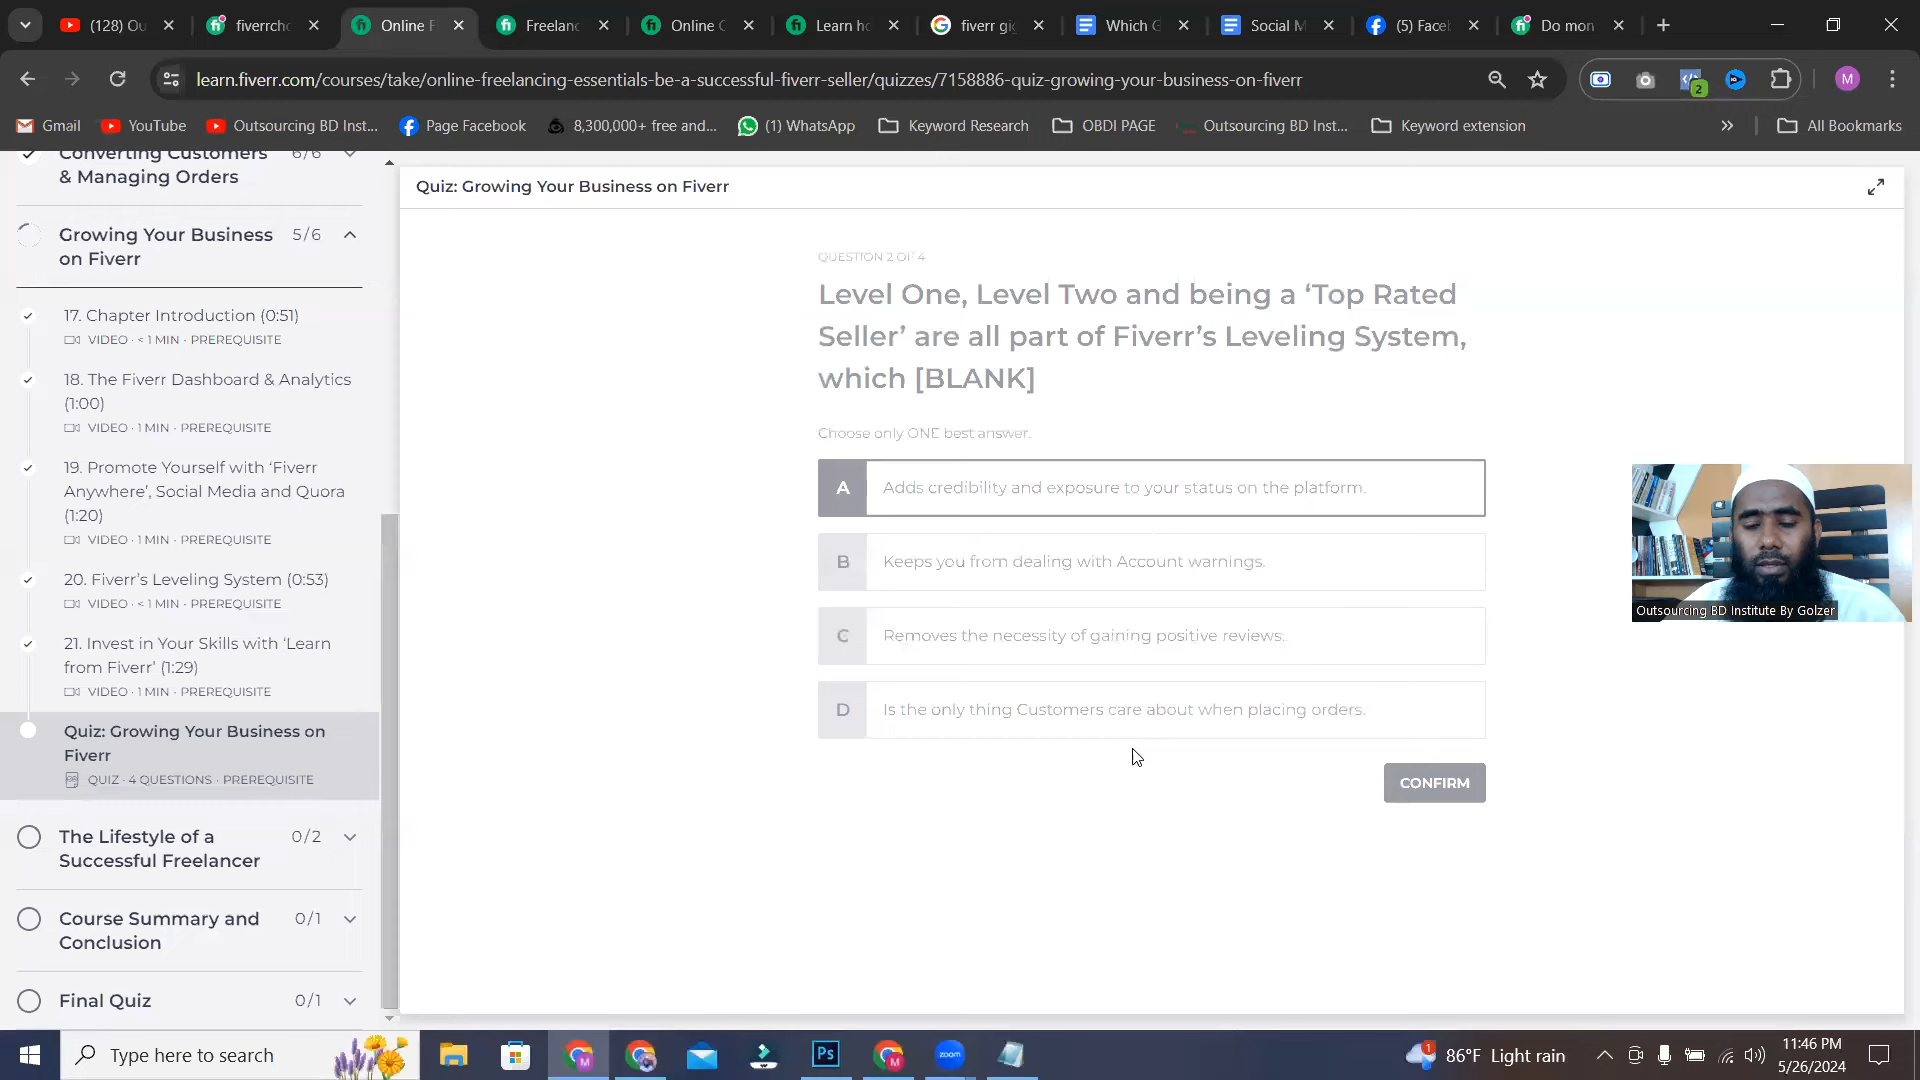 (128) Ou
fiverrcho
Online F
Freelanc
Online C
Learn ho
fiverr gig
Which G
Social M
(5) Faceb
Do mon
learn.fiverr.com/courses/take/online-freelancing-essentials-be-a-successful-fiverr-seller/quizzes/7158886-quiz-growing-your-business-on-fiverr
M
2
Gmail
YouTube
Outsourcing BD Inst...
Page Facebook
8,300,000+ free and...
(1) WhatsApp
Keyword Research
OBDI PAGE
Outsourcing BD Inst...
Keyword extension
All Bookmarks
Converting Customers 6/6
& Managing Orders
Growing Your Business 5/6
on Fiverr
17. Chapter Introduction (0:51)
VIDEO · < 1 MIN · PREREQUISITE
18. The Fiverr Dashboard & Analytics
(1:00)
VIDEO · 1 MIN · PREREQUISITE
19. Promote Yourself with ‘Fiverr
Anywhere’, Social Media and Quora
(1:20)
VIDEO · 1 MIN · PREREQUISITE
20. Fiverr’s Leveling System (0:53)
VIDEO · < 1 MIN · PREREQUISITE
21. Invest in Your Skills with ‘Learn
from Fiverr’ (1:29)
VIDEO · 1 MIN · PREREQUISITE
Quiz: Growing Your Business on
Fiverr
QUIZ · 4 QUESTIONS · PREREQUISITE
The Lifestyle of a 0/2
Successful Freelancer
Course Summary and 0/1
Conclusion
Final Quiz 0/1
Quiz: Growing Your Business on Fiverr
QUESTION 2 OF 4
Level One, Level Two and being a ‘Top Rated
Seller’ are all part of Fiverr’s Leveling System,
which [BLANK]
Choose only ONE best answer.
A Adds credibility and exposure to your status on the platform.
B Keeps you from dealing with Account warnings.
C Removes the necessity of gaining positive reviews.
D Is the only thing Customers care about when placing orders.
CONFIRM
Outsourcing BD Institute By Golzer
Type here to search
Ps
zoom
1
86°F Light rain
11:46 PM
5/26/2024